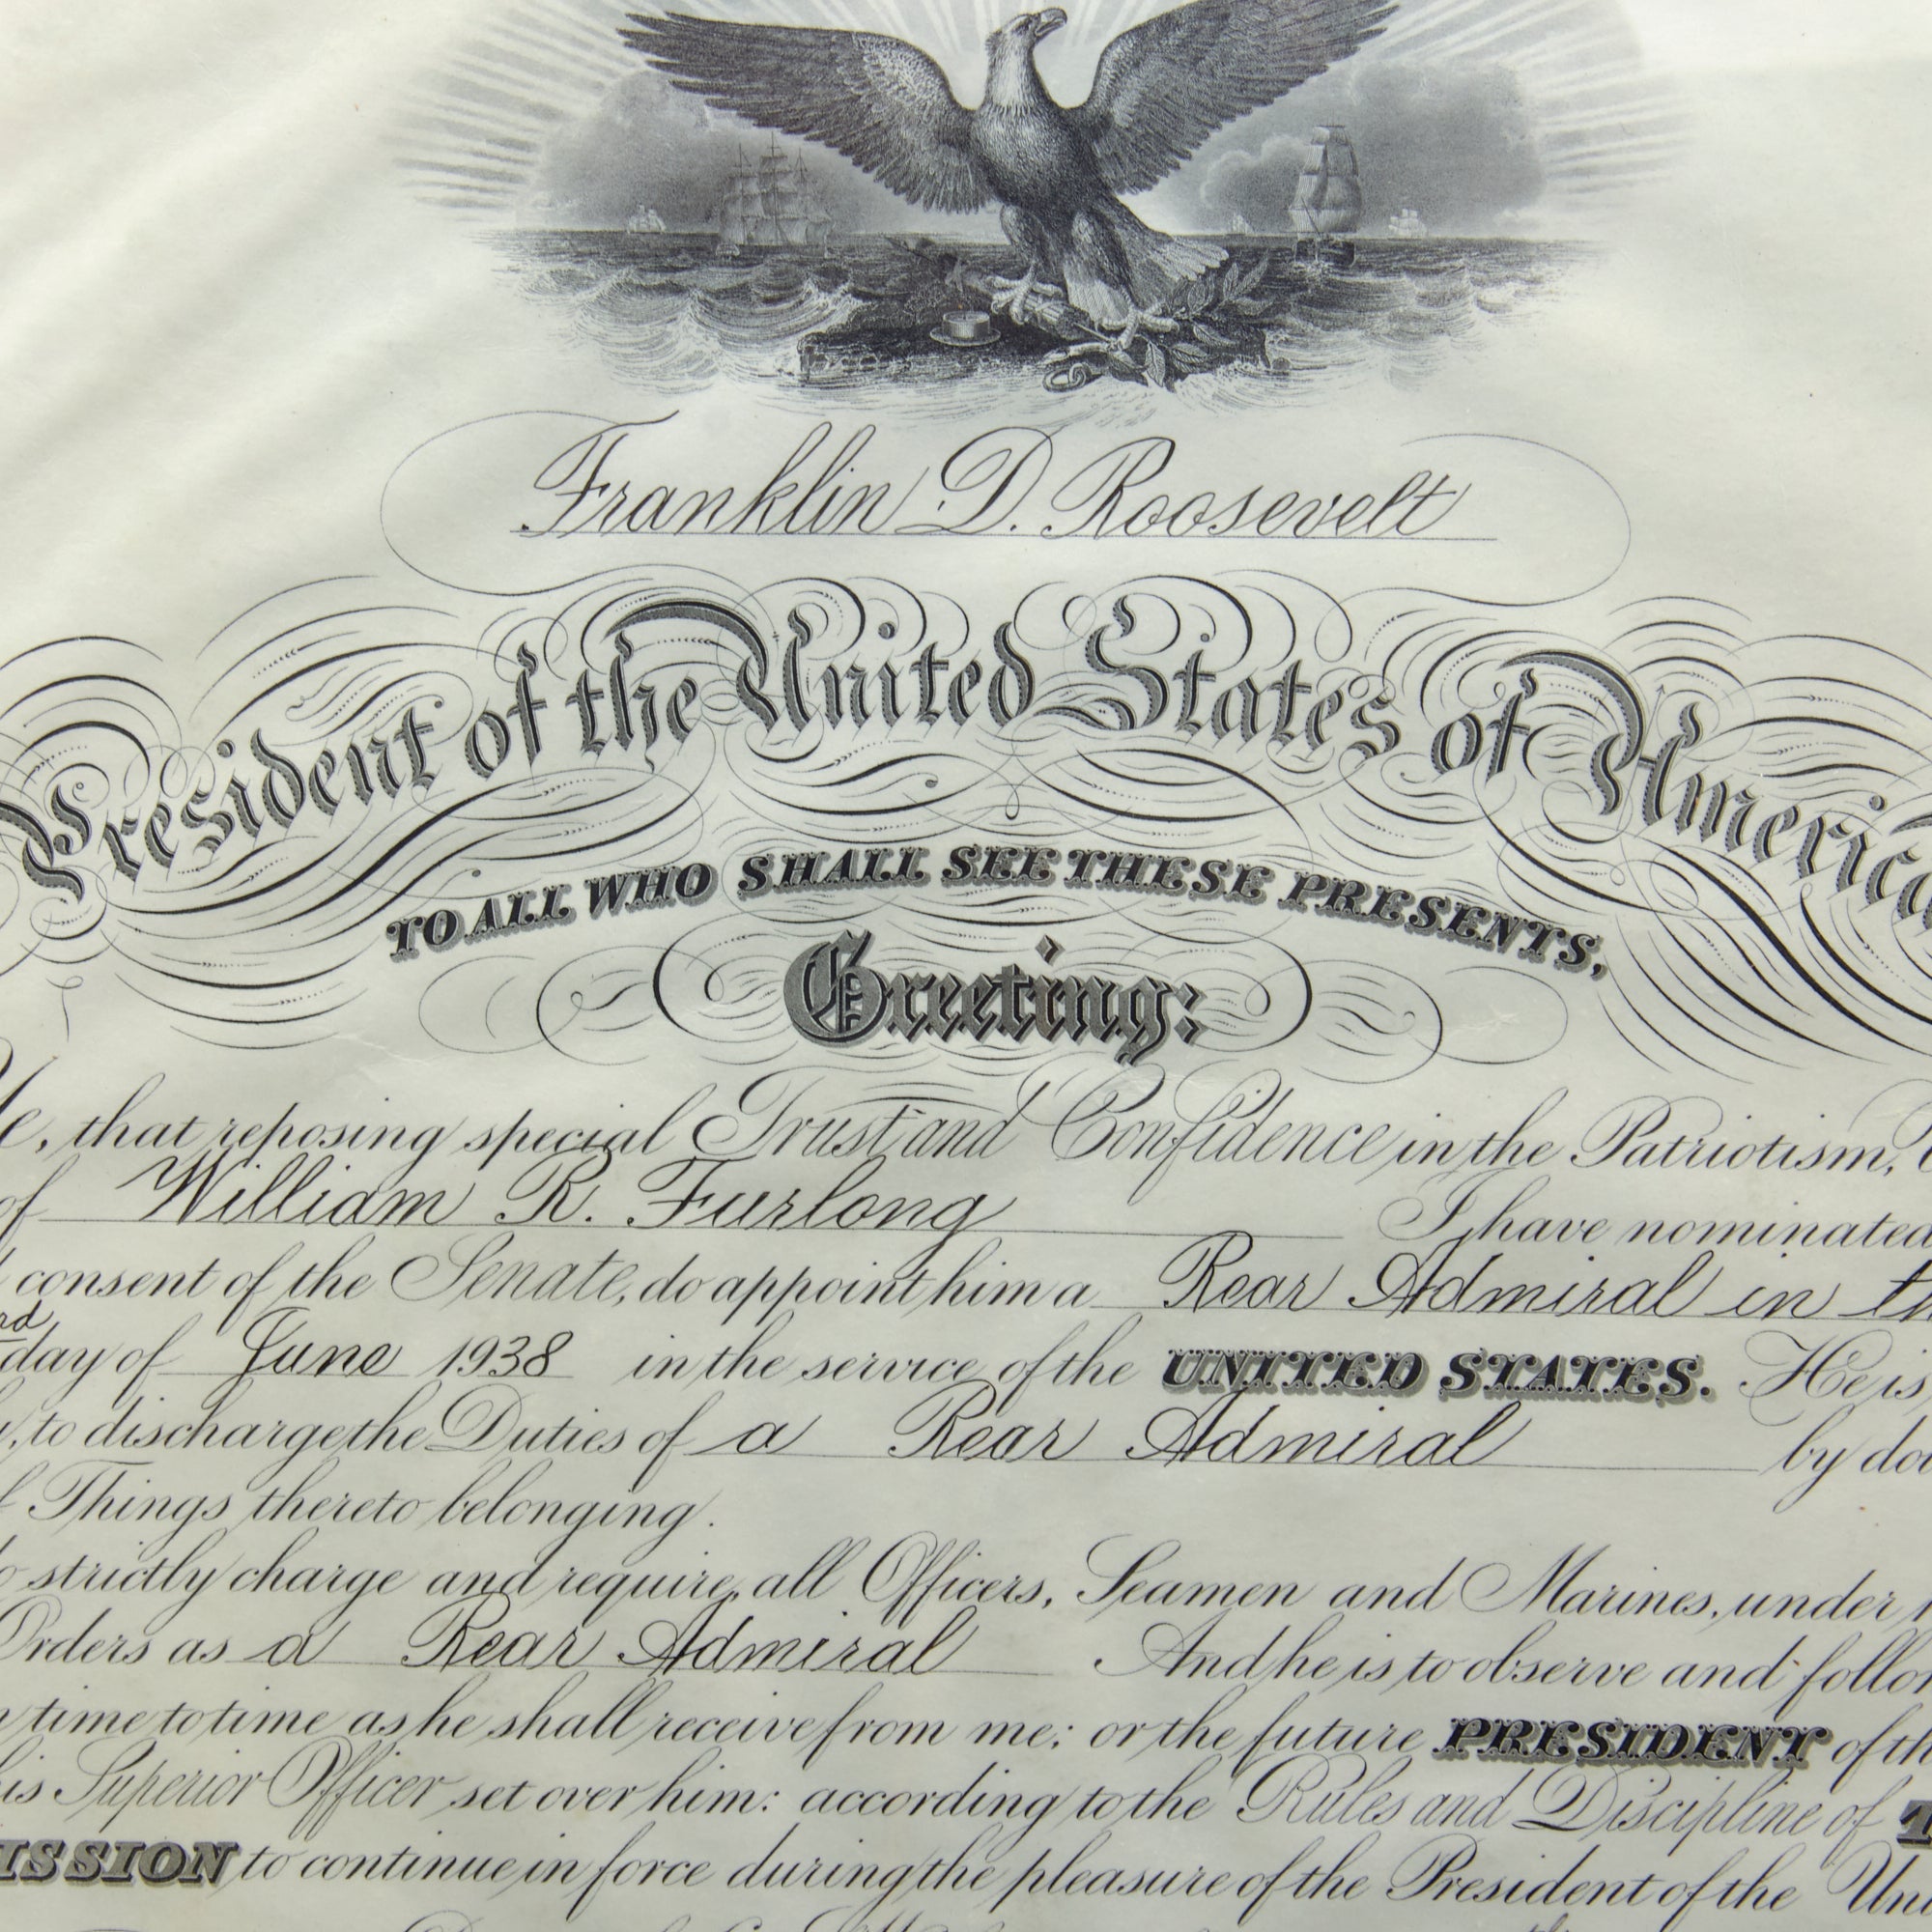 Franklin D. Roosevelt
President of the United States of America
TO ALL WHO SHALL SEE THESE PRESENTS,
Greeting:
Ye, that reposing special Trust and Confidence in the Patriotism,
of William R. Furlong I have nominated
consent of the Senate, do appoint him a Rear Admiral in th
day of June 1938 in the service of the UNITED STATES. He is
to discharge the Duties of a Rear Admiral by doi
Things thereto belonging.
strictly charge and require all Officers, Seamen and Marines, under
Orders as a Rear Admiral And he is to observe and follow
time to time as he shall receive from me; or the future PRESIDENT of th
is Superior Officer set over him: according to the Rules and Discipline of
ISSION to continue in force during the pleasure of the President of the Uni